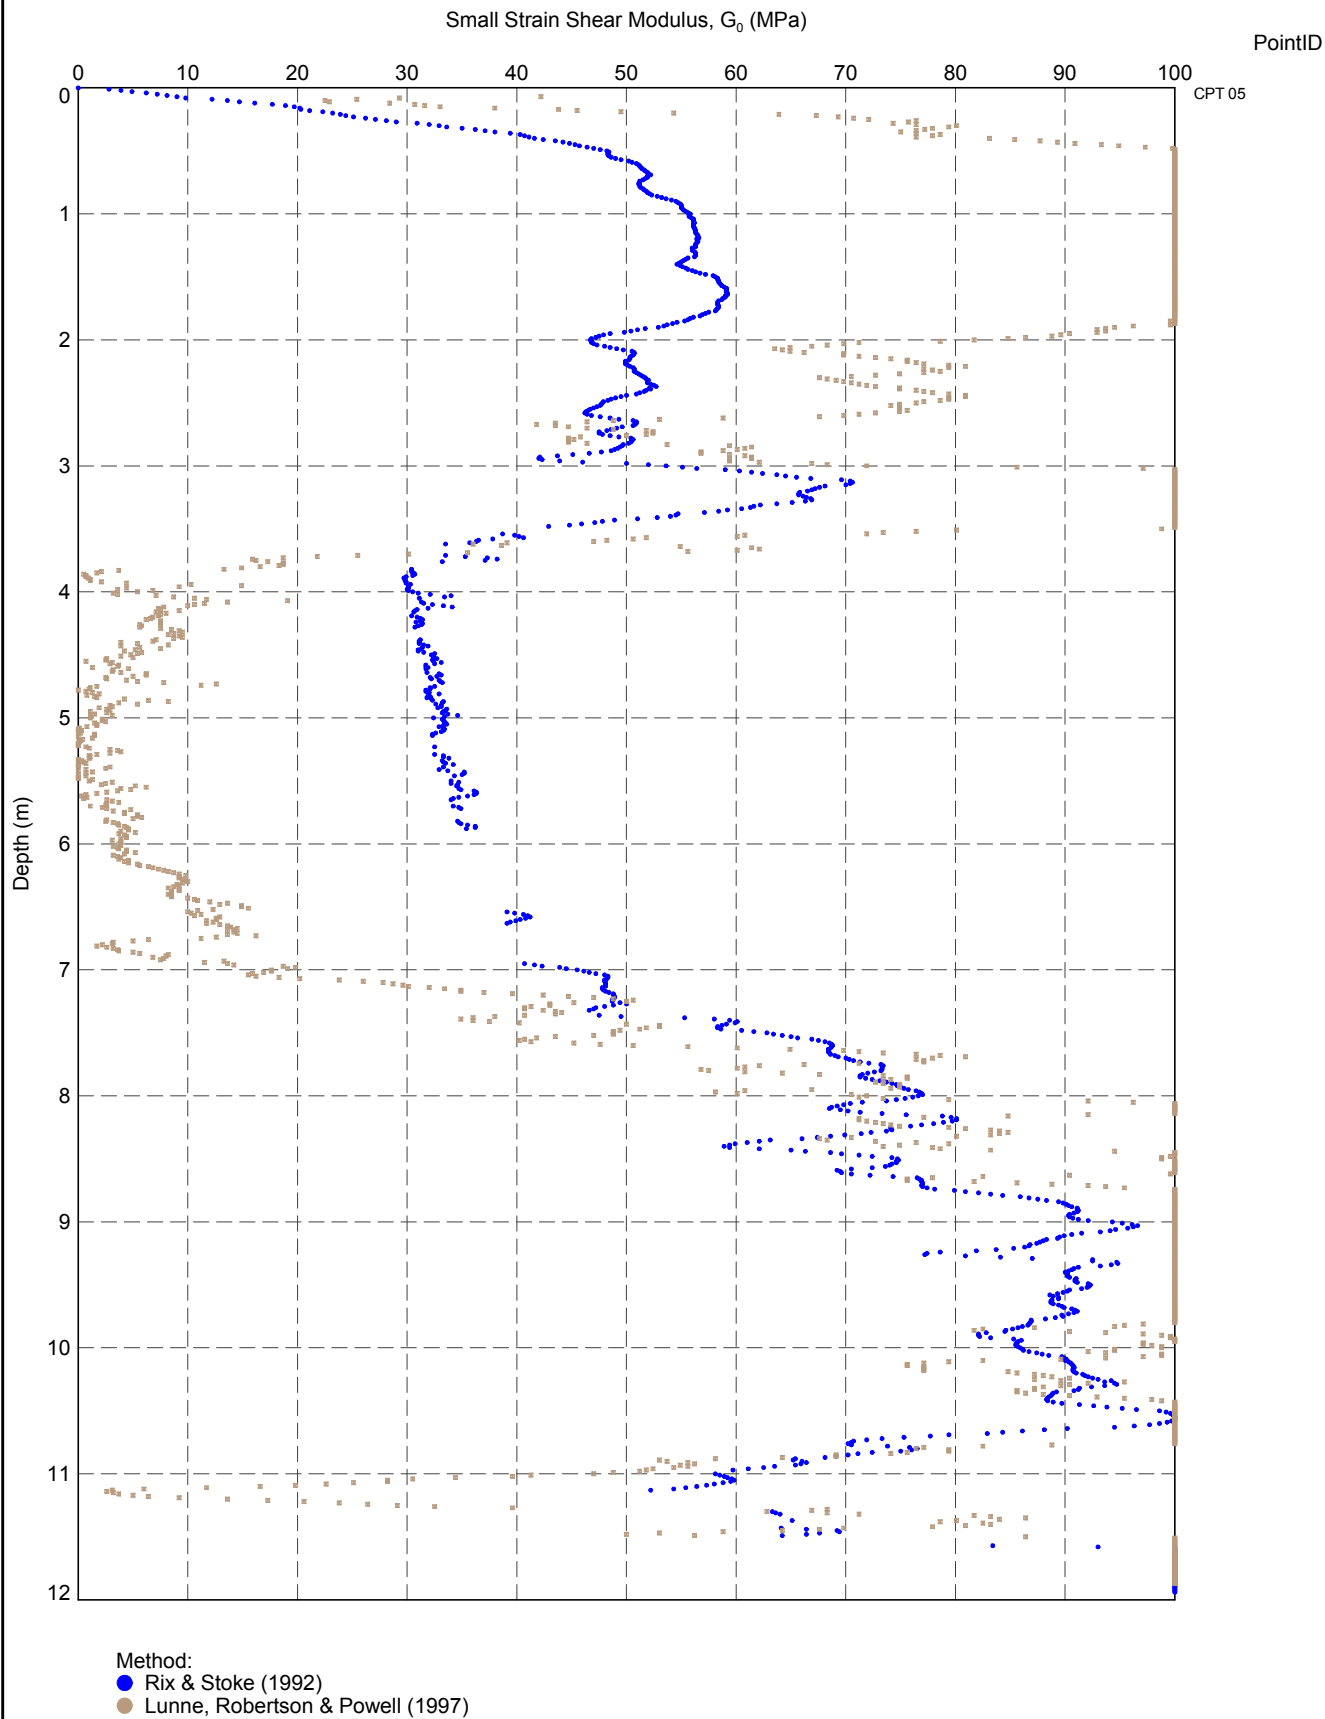 Small Strain Shear Modulus, G₀ (MPa)
PointID
0 10 20 30 40 50 60 70 80 90 100
CPT 05
0
1
2
3
4
5
6
7
8
9
10
11
12
Depth (m)
Method:
Rix & Stoke (1992)
Lunne, Robertson & Powell (1997)